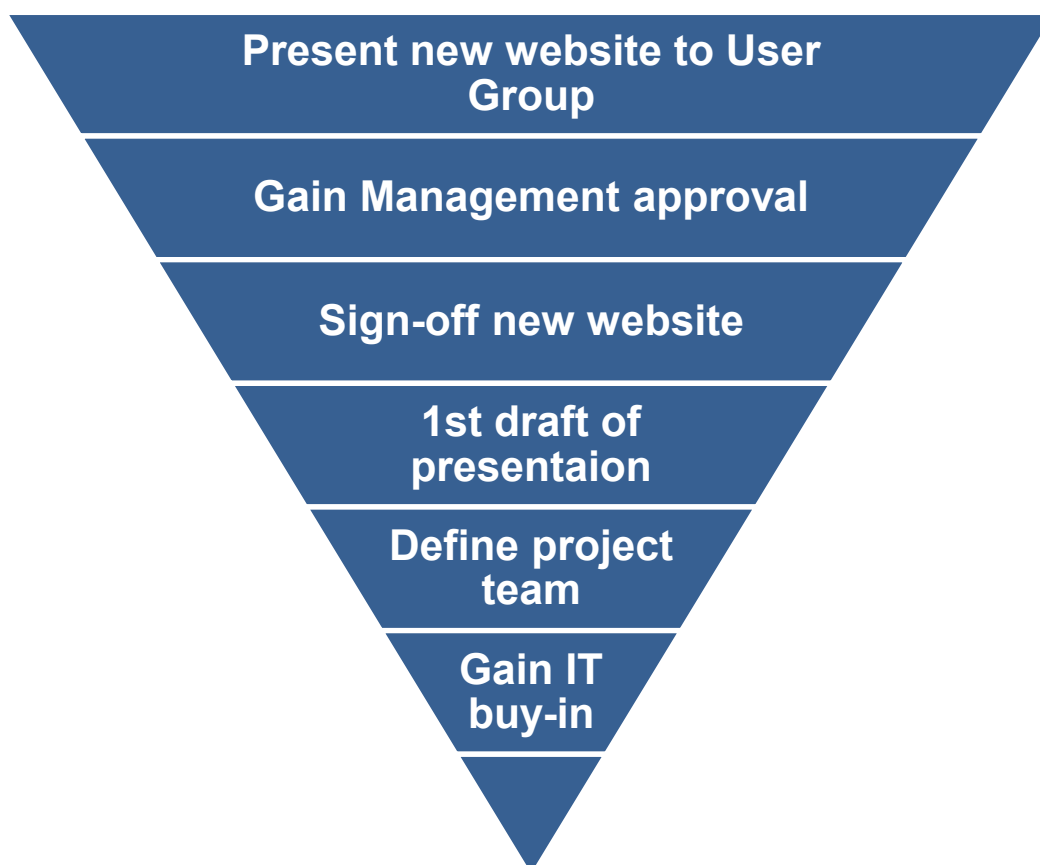 Present new website to User
Group
Gain Management approval
Sign-off new website
1st draft of
presentaion
Define project
team
Gain IT
buy-in